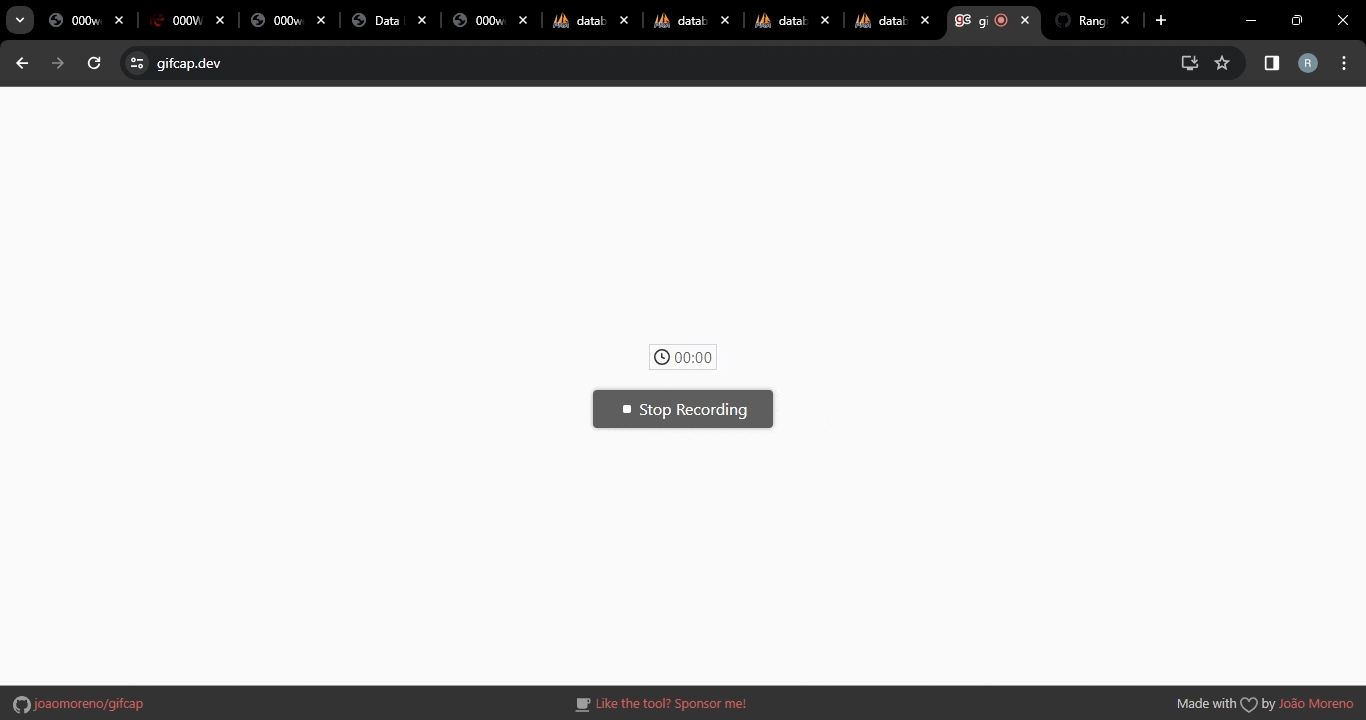 000w
000W
000w
Data
000w
datab
datab
datab
datab
gc gi
Rang
gifcap.dev
R
00:00
Stop Recording
joaomoreno/gifcap
Like the tool? Sponsor me!
Made with by João Moreno